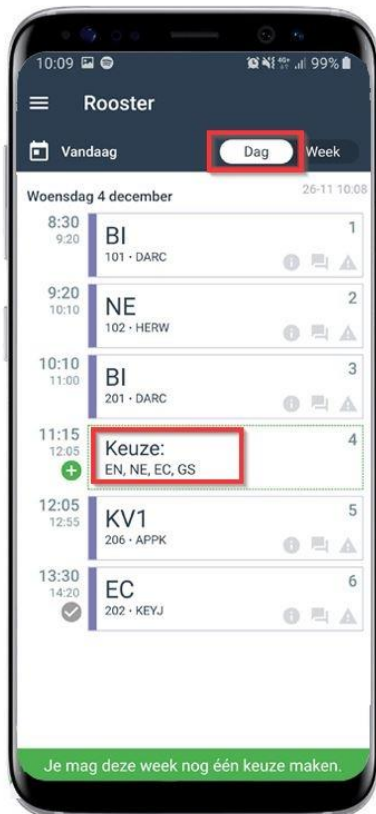 10:09 99%
Rooster
Vandaag Dag Week
Woensdag 4 december 26-11 10:08
8:30 BI 1
9:20 101 · DARC
9:20 NE 2
10:10 102 · HERW
10:10 BI 3
11:00 201 · DARC
11:15 Keuze: 4
12:05 EN, NE, EC, GS
12:05 KV1 5
12:55 206 · APPK
13:30 EC 6
14:20 202 · KEYJ
Je mag deze week nog één keuze maken.